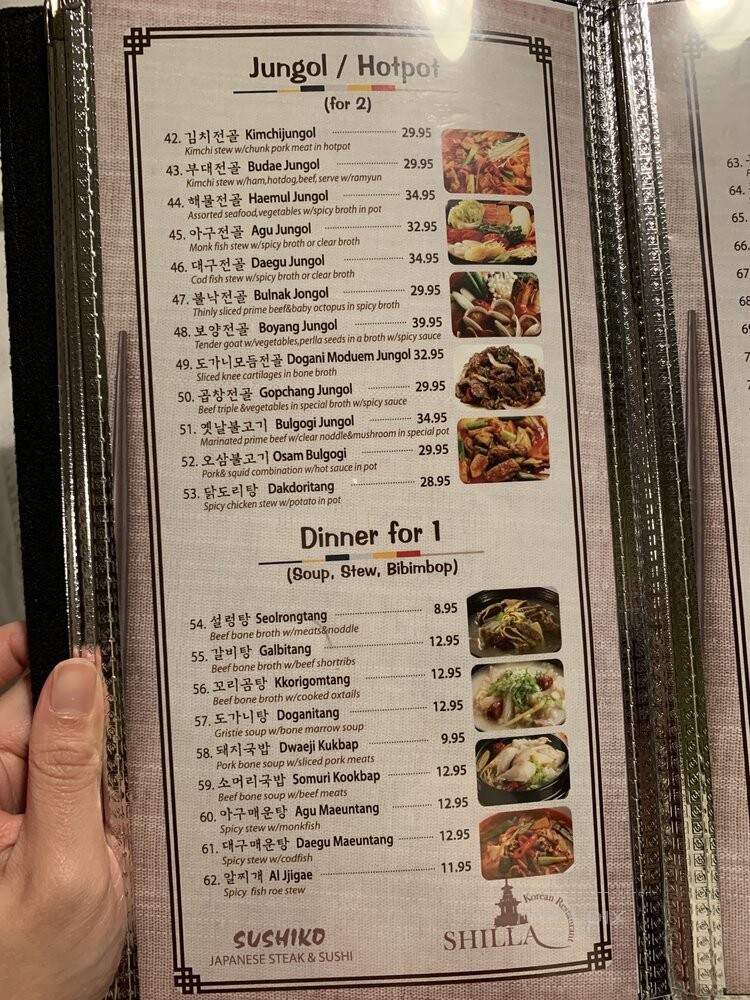 Jungol / Hotpot
(for 2)
42. 김치전골 Kimchijungol 29.95
Kimchi stew w/chunk pork meat in hotpot
43. 부대전골 Budae Jungol 29.95
Kimchi stew w/ham,hotdog,beef, serve w/ramyun
44. 해물전골 Haemul Jungol 34.95
Assorted seafood,vegetables w/spicy broth in pot
45. 아구전골 Agu Jungol 32.95
Monk fish stew w/spicy broth or clear broth
46. 대구전골 Daegu Jungol 34.95
Cod fish stew w/spicy broth or clear broth
47. 불낙전골 Bulnak Jongol 29.95
Thinly sliced prime beef&baby octopus in spicy broth
48. 보양전골 Boyang Jungol 39.95
Tender goat w/vegetables,perlla seeds in a broth w/spicy sauce
49. 도가니모듬전골 Dogani Moduem Jungol 32.95
Sliced knee cartilages in bone broth
50. 곱창전골 Gopchang Jungol 29.95
Beef triple &vegetables in special broth w/spicy sauce
51. 옛날불고기 Bulgogi Jungol 34.95
Marinated prime beef w/clear noddle&mushroom in special pot
52. 오삼불고기 Osam Bulgogi 29.95
Pork& squid combination w/hot sauce in pot
53. 닭도리탕 Dakdoritang 28.95
Spicy chicken stew w/potato in pot
Dinner for 1
(Soup, Stew, Bibimbop)
54. 설렁탕 Seolrongtang 8.95
Beef bone broth w/meats&noddle
55. 갈비탕 Galbitang 12.95
Beef bone broth w/beef shortribs
56. 꼬리곰탕 Kkorigomtang 12.95
Beef bone broth w/cooked oxtails
57. 도가니탕 Doganitang 12.95
Gristie soup w/bone marrow soup
58. 돼지국밥 Dwaeji Kukbap 9.95
Pork bone soup w/sliced pork meats
59. 소머리국밥 Somuri Kookbap 12.95
Beef bone soup w/beef meats
60. 아구매운탕 Agu Maeuntang 12.95
Spicy stew w/monkfish
61. 대구매운탕 Daegu Maeuntang 12.95
Spicy stew w/codfish
62. 알찌개 Al Jjigae 11.95
Spicy fish roe stew
SUSHIKO
JAPANESE STEAK & SUSHI
SHILLA
Korean Restaurant
63.
64.
65.
66.
67.
68
69